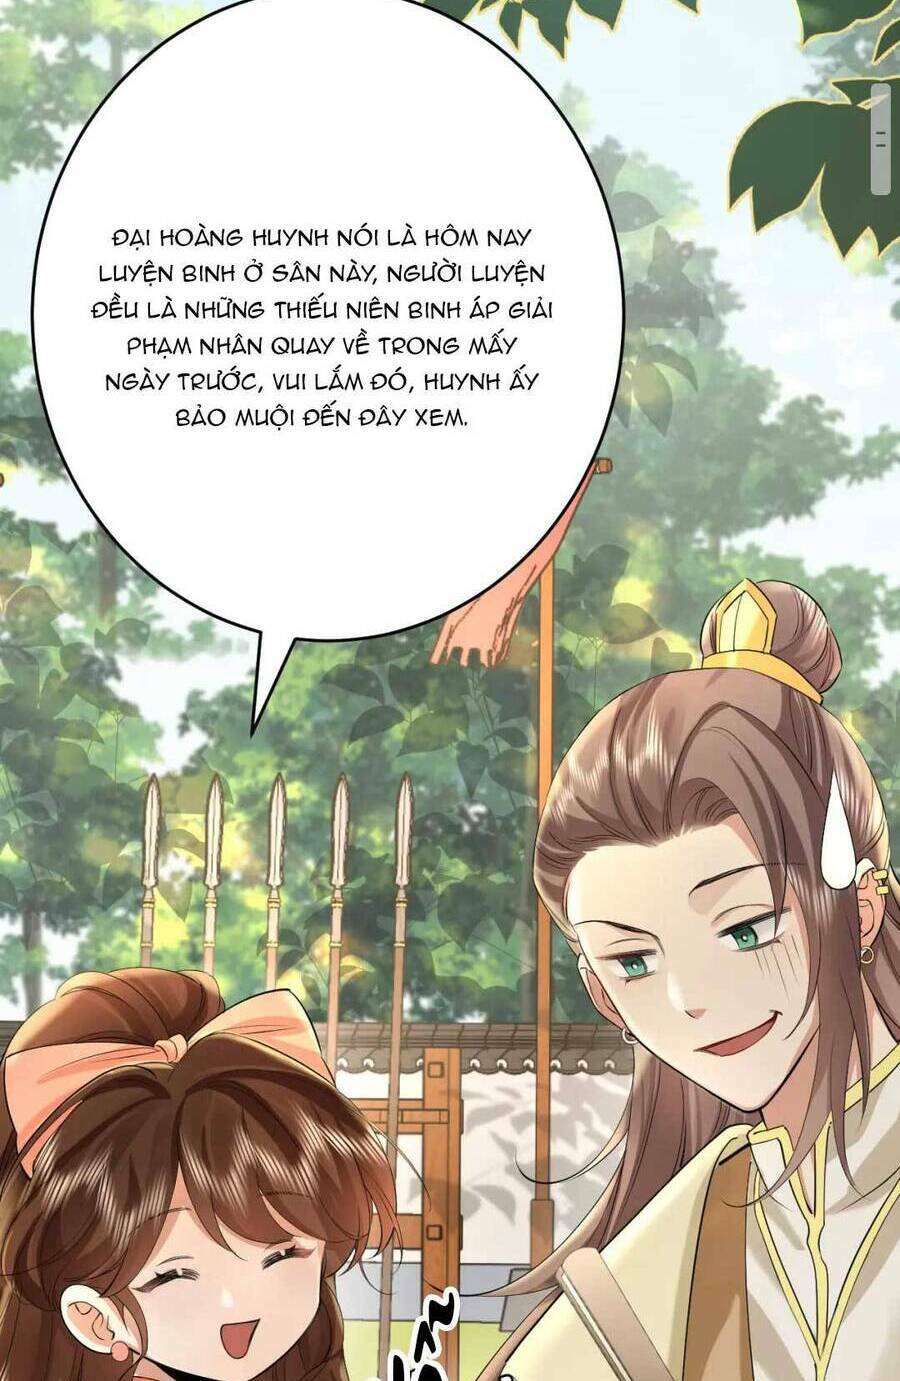 ĐẠI HOÀNG HUYNH NÓI LÀ HÔM NAY
LUYỆN BINH Ở SÂN NÀY, NGƯỜI LUYỆN
ĐỀU LÀ NHỮNG THIẾU NIÊN BINH ÁP GIẢI
PHẠM NHÂN QUAY VỀ TRONG MẤY
NGÀY TRƯỚC, VUI LẮM ĐÓ, HUYNH ẤY
BẢO MUỘI ĐẾN ĐÂY XEM.